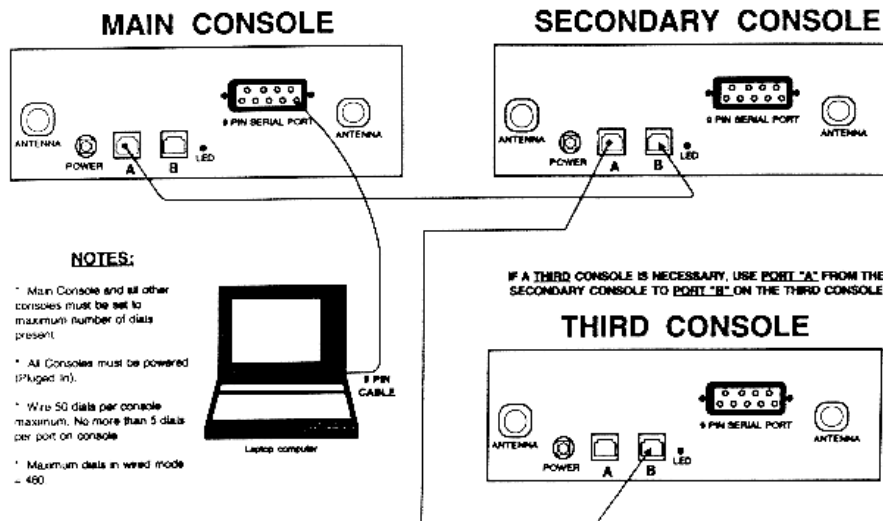 MAIN CONSOLE
ANTENNA
POWER
A
B
LED
9 PIN SERIAL PORT
ANTENNA
SECONDARY CONSOLE
ANTENNA
POWER
A
B
LED
9 PIN SERIAL PORT
ANTENNA
NOTES:
* Main Console and all other
consoles must be set to
maximum number of dials
present
* All Consoles must be powered
(Pluged In).
* Wire 50 dials per console
maximum. No more than 5 dials
per port on console
* Maximum dials in wired mode
= 480
9 PIN
CABLE
Laptop computer
IF A THIRD CONSOLE IS NECESSARY, USE PORT "A" FROM THE
SECONDARY CONSOLE TO PORT "B" ON THE THIRD CONSOLE
THIRD CONSOLE
ANTENNA
POWER
A
B
LED
9 PIN SERIAL PORT
ANTENNA